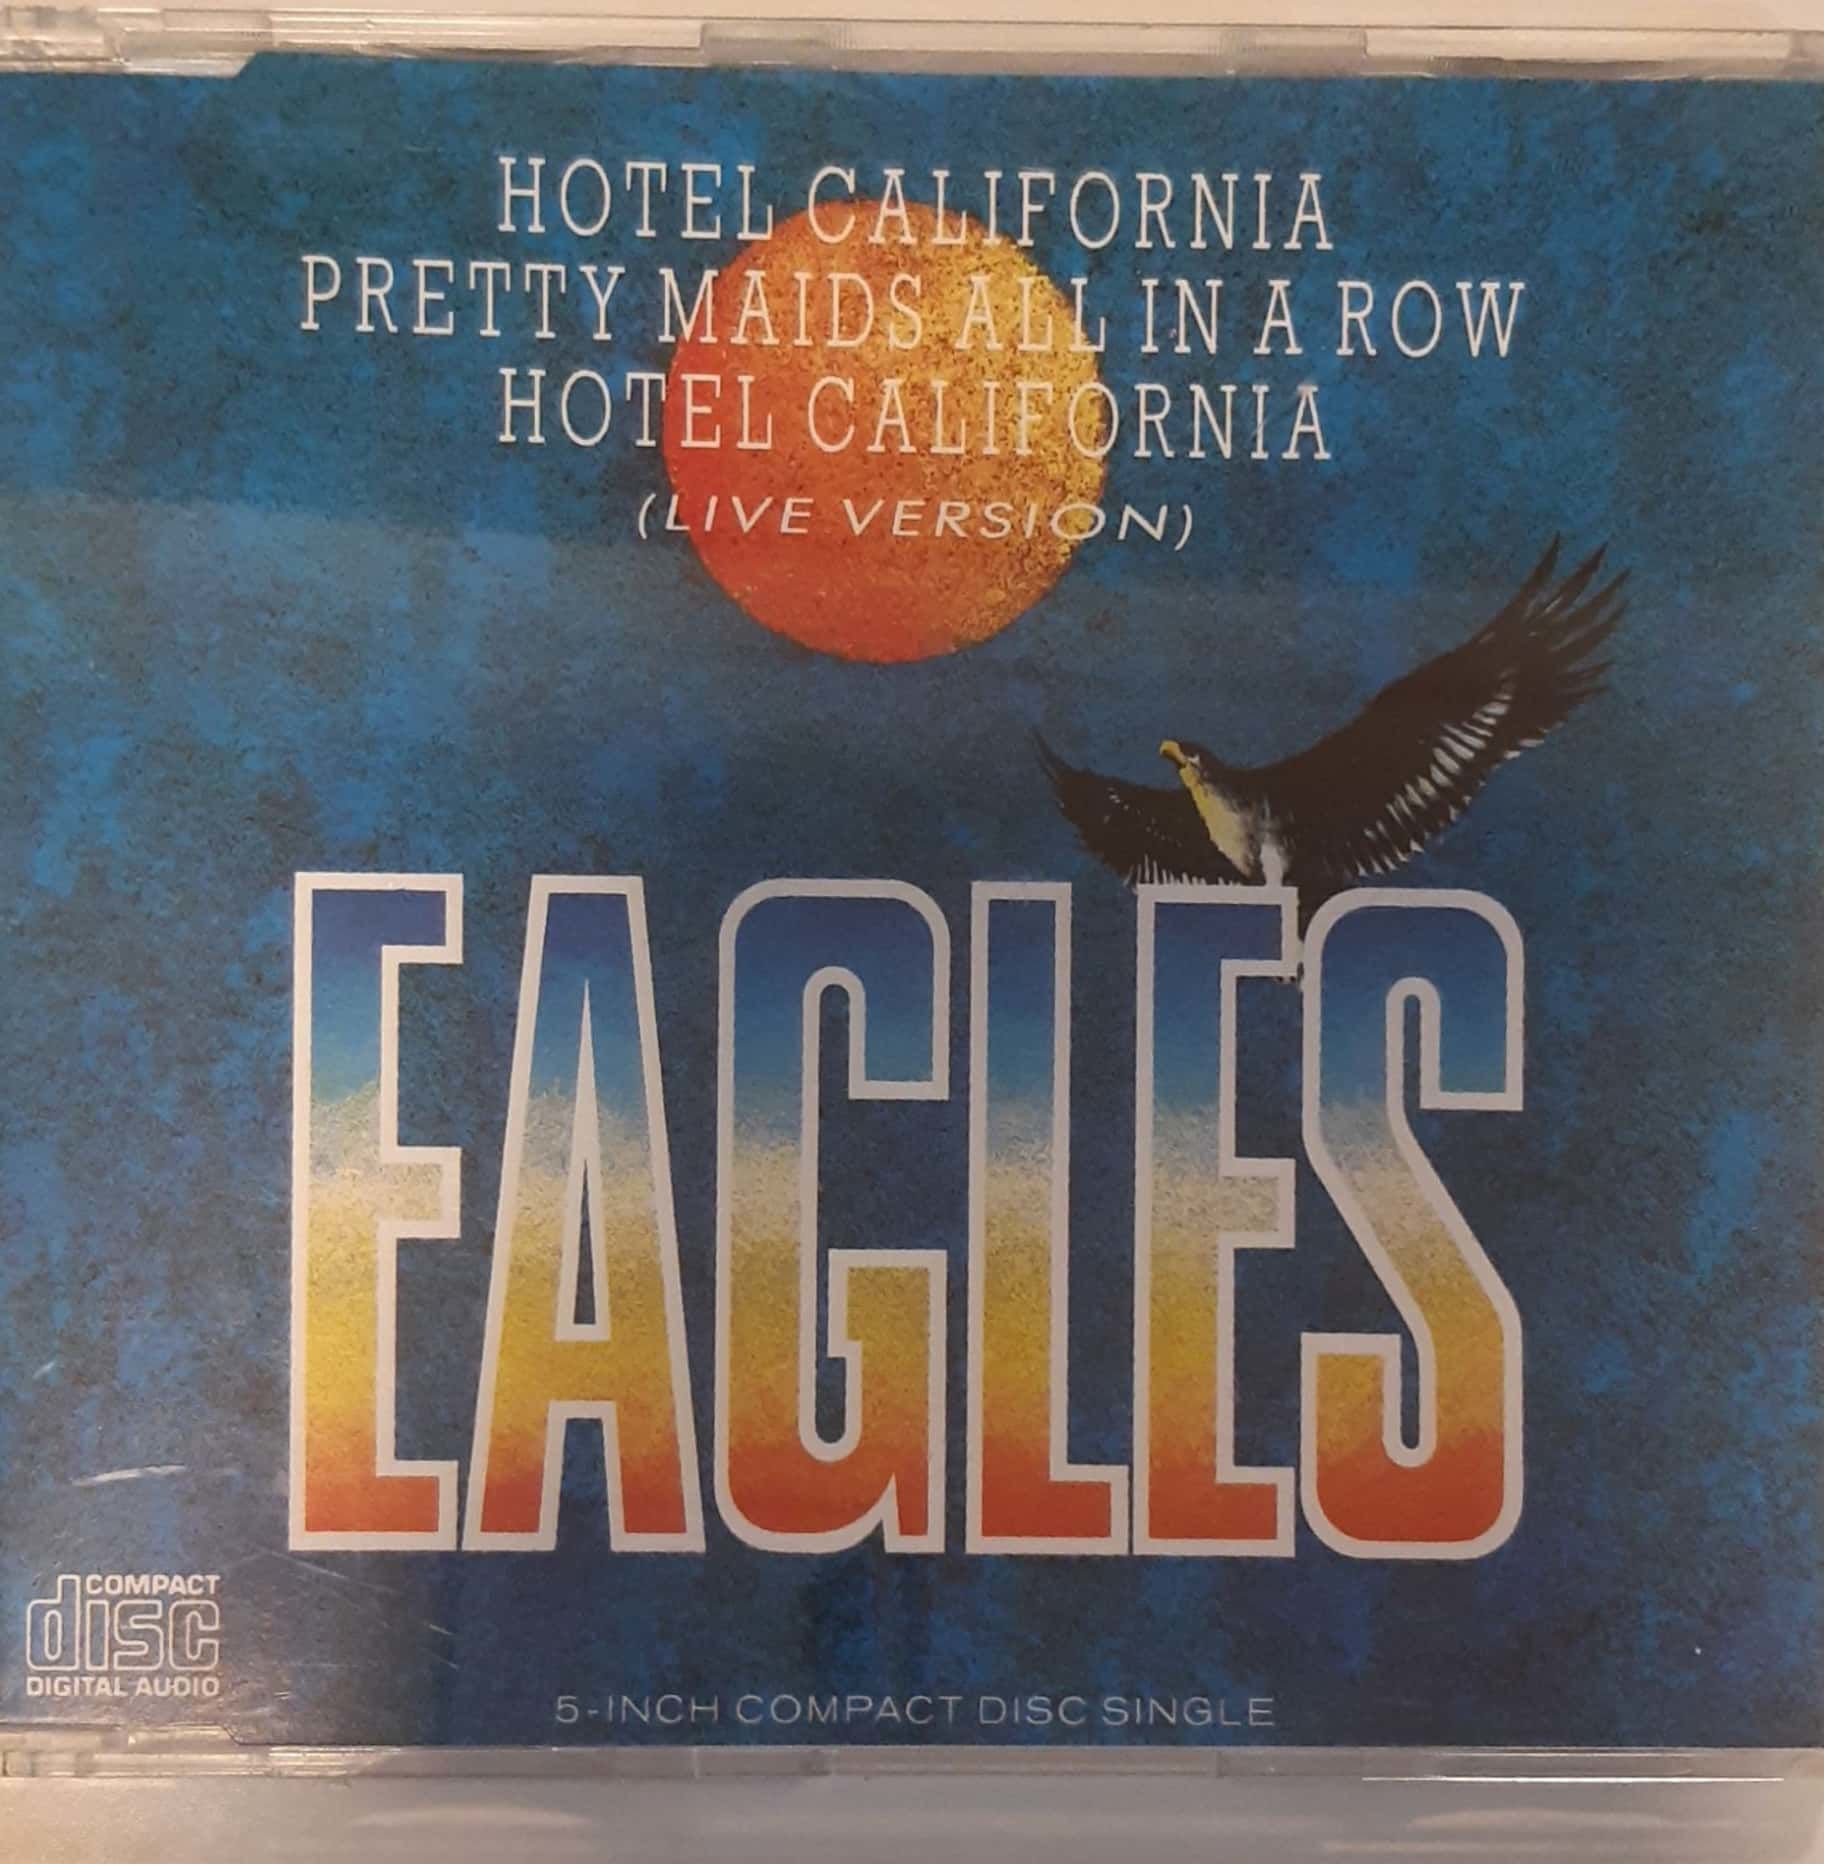 HOTEL CALIFORNIA
PRETTY MAIDS ALL IN A ROW
HOTEL CALIFORNIA
(LIVE VERSION)
EAGLES
COMPACT
disc
DIGITAL AUDIO
5-INCH COMPACT DISC SINGLE